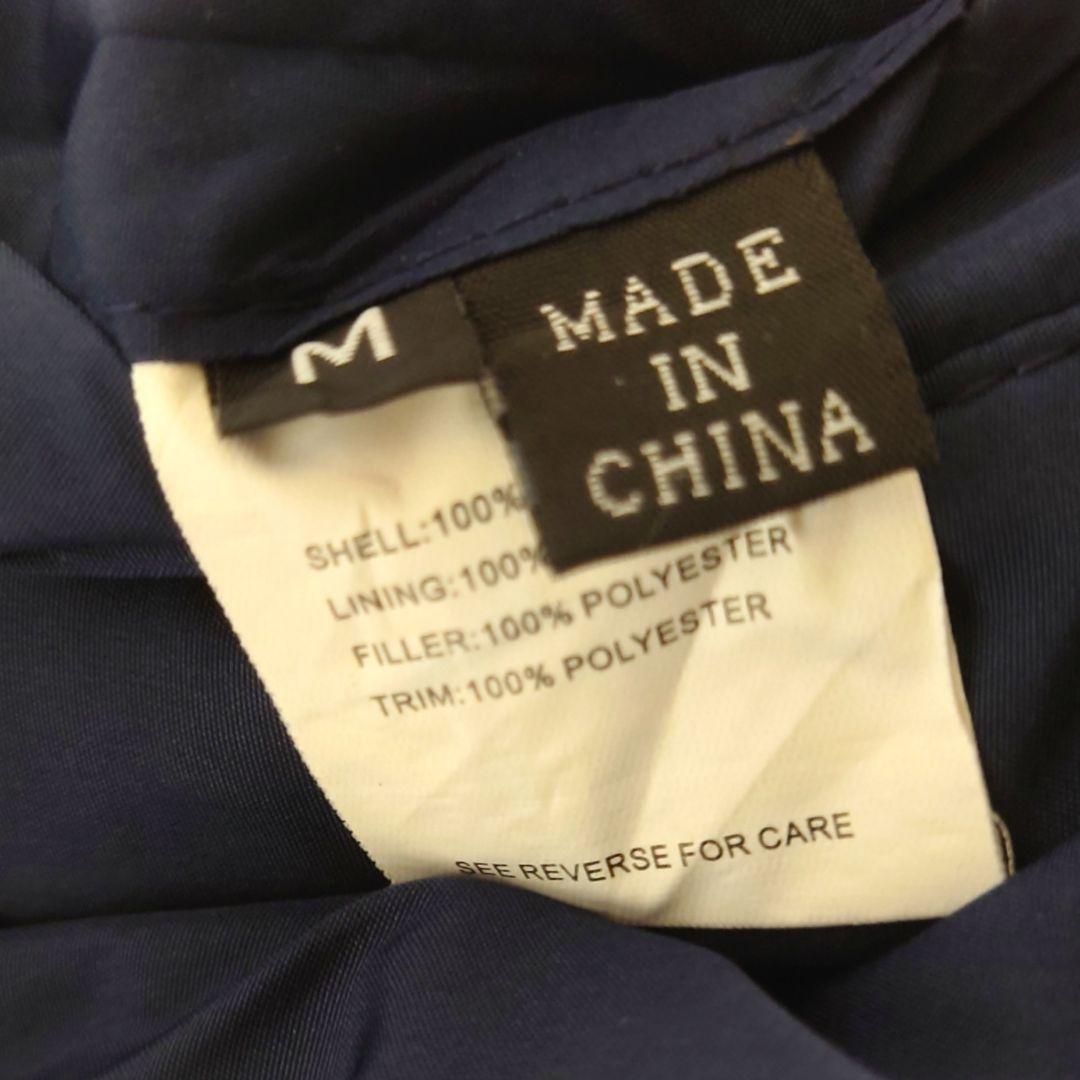 M
MADE
IN
CHINA
SHELL:100%
LINING:100%
FILLER:100% POLYESTER
TRIM:100% POLYESTER
SEE REVERSE FOR CARE